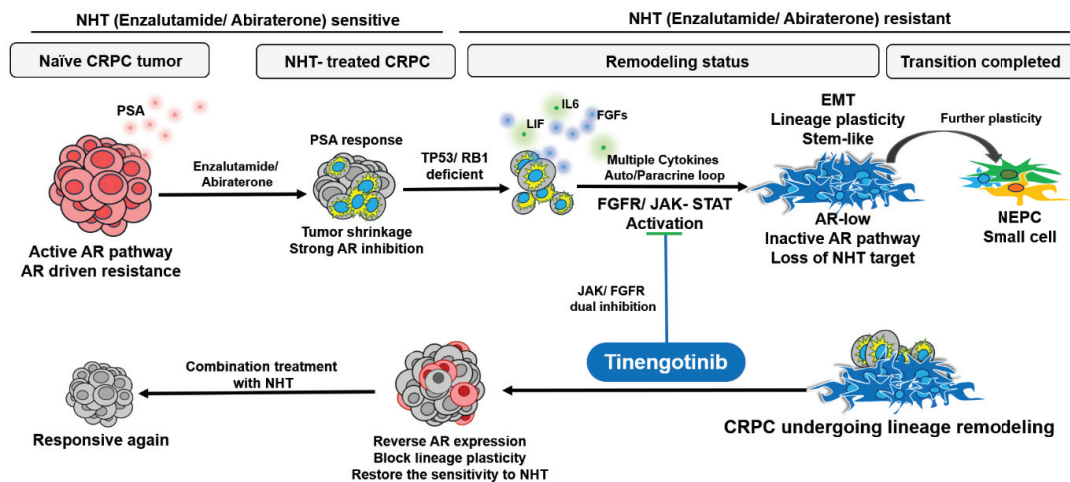 NHT (Enzalutamide/ Abiraterone) sensitive
NHT (Enzalutamide/ Abiraterone) resistant
Naïve CRPC tumor
NHT- treated CRPC
Remodeling status
Transition completed
PSA
Enzalutamide/
Abiraterone
Active AR pathway
AR driven resistance
PSA response
Tumor shrinkage
Strong AR inhibition
TP53/ RB1
deficient
LIF
IL6
FGFs
Multiple Cytokines
Auto/Paracrine loop
FGFR/ JAK- STAT
Activation
EMT
Lineage plasticity
Stem-like
AR-low
Inactive AR pathway
Loss of NHT target
Further plasticity
NEPC
Small cell
JAK/ FGFR
dual inhibition
Tinengotinib
CRPC undergoing lineage remodeling
Reverse AR expression
Block lineage plasticity
Restore the sensitivity to NHT
Combination treatment
with NHT
Responsive again